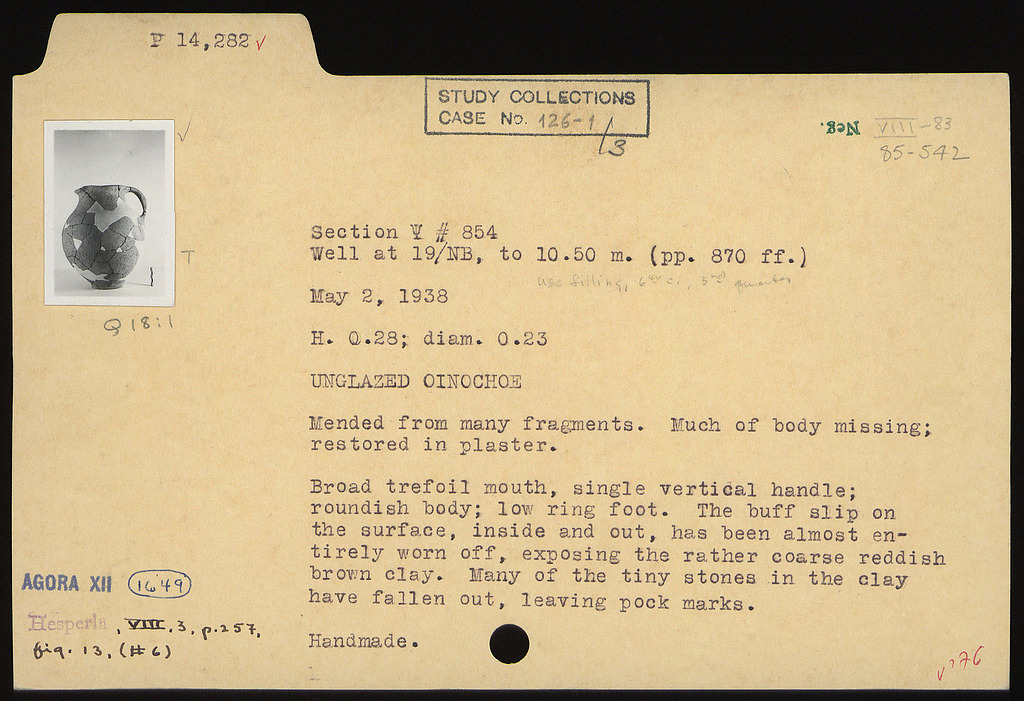 P 14,282 ✓
STUDY COLLECTIONS
CASE No. 126-1/3
Neg. VIII-83
85-542
T
Q 18:1
Section Ψ # 854
Well at 19/NB, to 10.50 m. (pp. 870 ff.)
use filling, 6th c., 3rd quarter
May 2, 1938
H. 0.28; diam. 0.23
UNGLAZED OINOCHOE
Mended from many fragments. Much of body missing;
restored in plaster.
Broad trefoil mouth, single vertical handle;
roundish body; low ring foot. The buff slip on
the surface, inside and out, has been almost en-
tirely worn off, exposing the rather coarse reddish
brown clay. Many of the tiny stones in the clay
have fallen out, leaving pock marks.
Handmade.
AGORA XII 1649
Hesperia, VIII, 3, p.257,
fig. 13, (#6)
✓'76